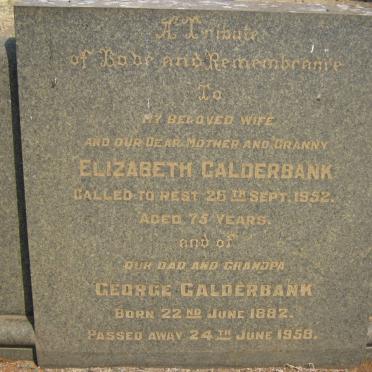 A Tribute
of Love and Remembrance
To
MY BELOVED WIFE
AND OUR DEAR MOTHER AND GRANNY
ELIZABETH CALDERBANK
CALLED TO REST 26TH SEPT. 1952.
AGED 75 YEARS.
and of
OUR DAD AND GRANDPA
GEORGE CALDERBANK
BORN 22ND JUNE 1882.
PASSED AWAY 24TH JUNE 1958.